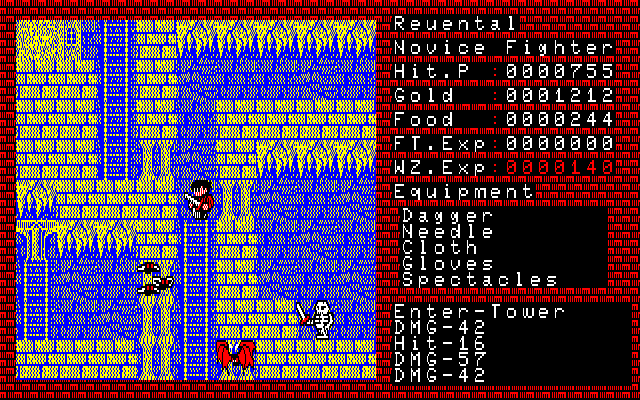 Reuental
Novice Fighter
Hit.P :0000755
Gold :0001212
Food :0000244
FT.Exp:0000000
WZ.Exp:0000140
Equipment
Dagger
Needle
Cloth
Gloves
Spectacles
Enter-Tower
DMG-42
Hit-16
DMG-57
DMG-42